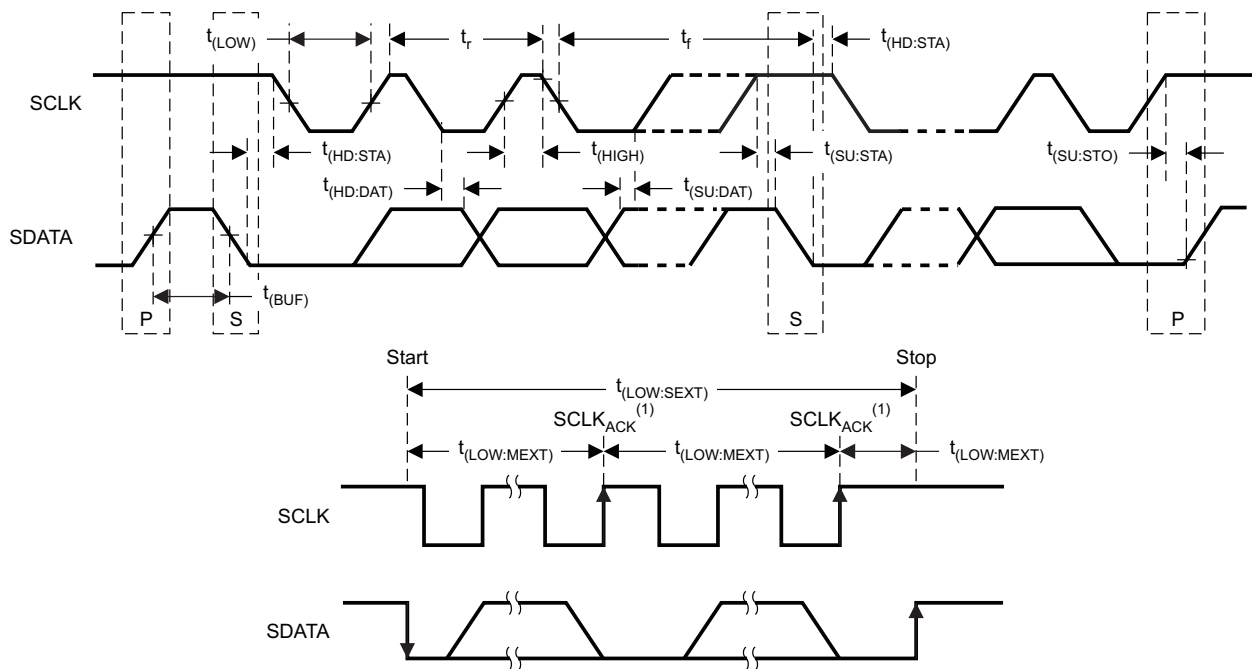 t(LOW) tr tf t(HD:STA)
SCLK
t(HD:STA) t(HIGH) t(SU:STA) t(SU:STO)
t(HD:DAT) t(SU:DAT)
SDATA
t(BUF)
P S S P
Start Stop
t(LOW:SEXT)
SCLKACK(1) SCLKACK(1)
t(LOW:MEXT) t(LOW:MEXT) t(LOW:MEXT)
SCLK
SDATA